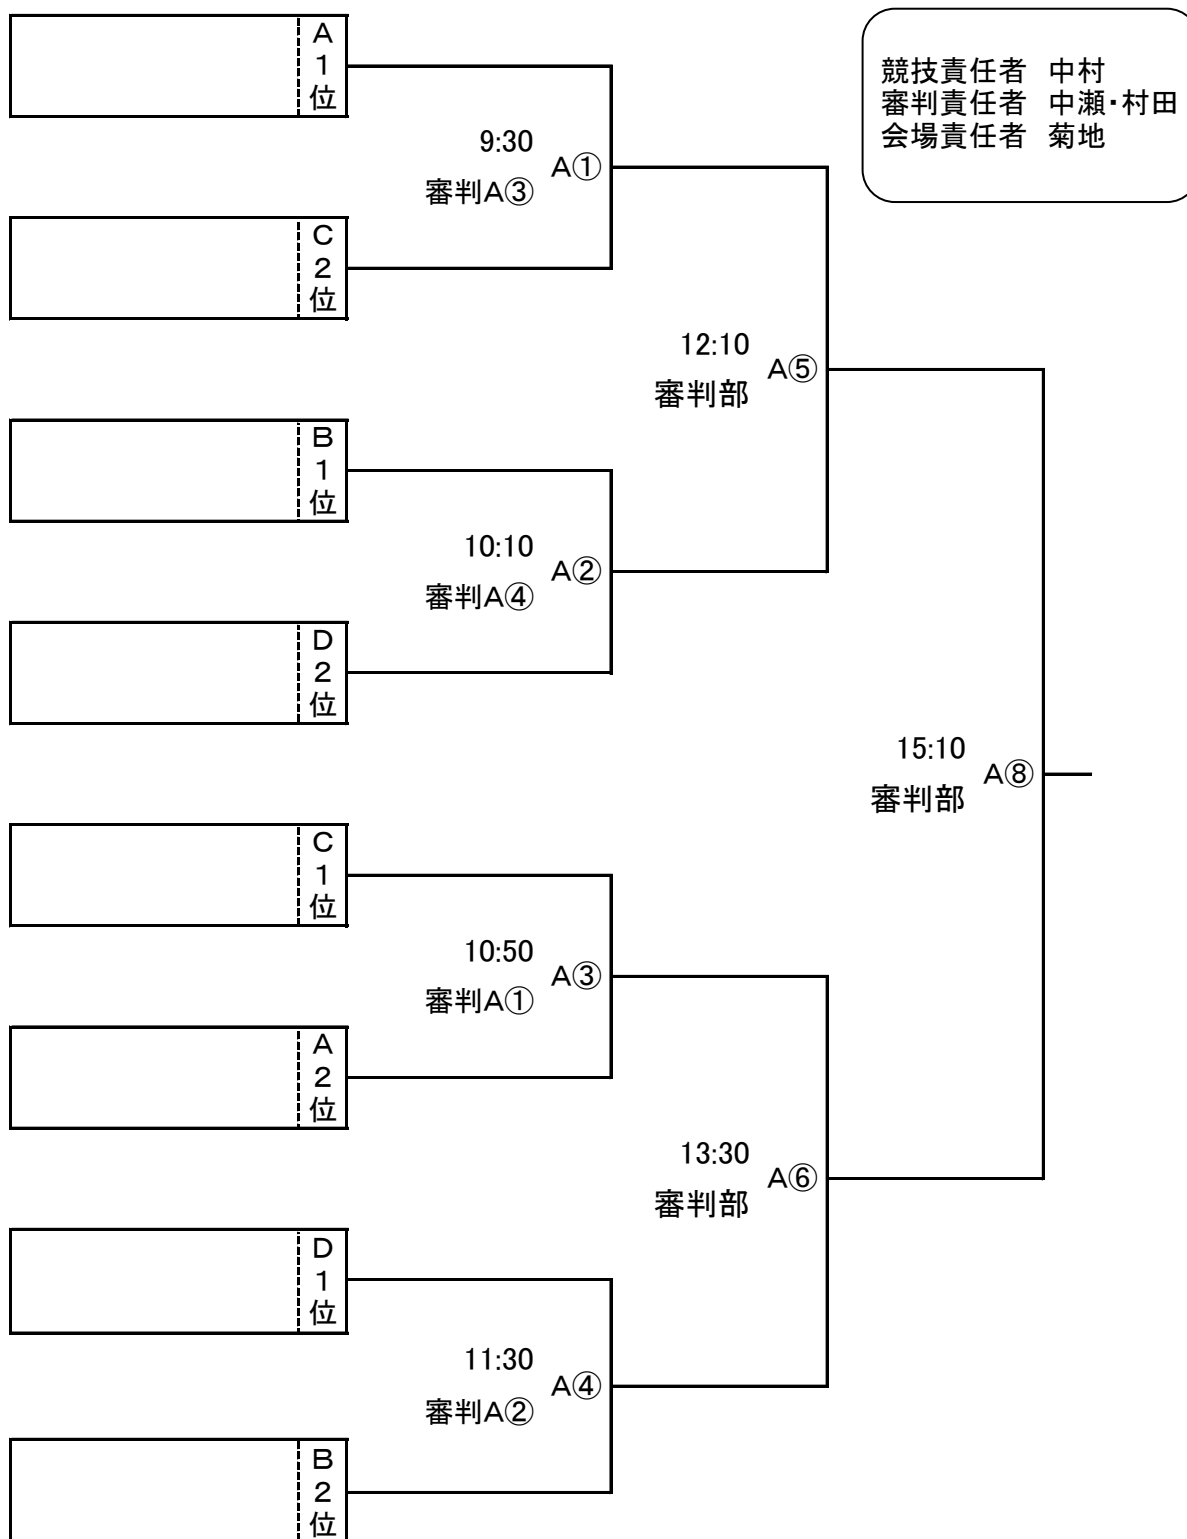 A
1
位
競技責任者　中村
審判責任者　中瀬・村田
会場責任者　菊地
9:30
審判A③
A①
C
2
位
12:10
審判部
A⑤
B
1
位
10:10
審判A④
A②
D
2
位
15:10
審判部
A⑧
C
1
位
10:50
審判A①
A③
A
2
位
13:30
審判部
A⑥
D
1
位
11:30
審判A②
A④
B
2
位